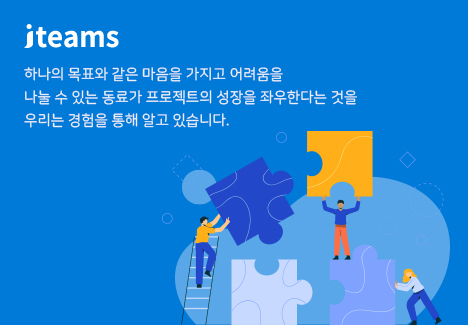 jteams
하나의 목표와 같은 마음을 가지고 어려움을
나눌 수 있는 동료가 프로젝트의 성장을 좌우한다는 것을
우리는 경험을 통해 알고 있습니다.